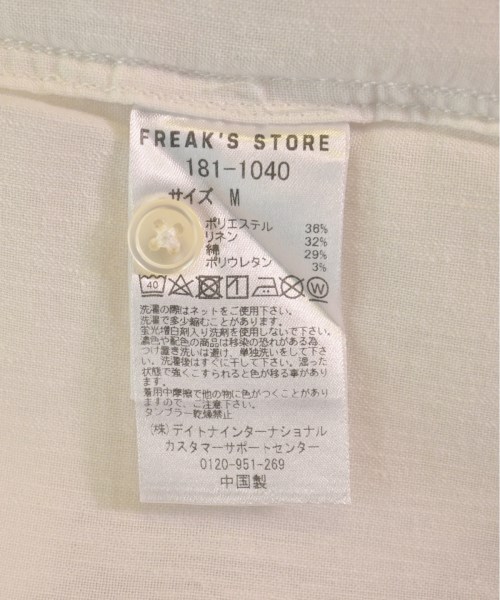 FREAK'S STORE
181-1040
サイズ M
ポリエステル 36%
リネン 32%
綿 29%
ポリウレタン 3%
40 W
洗濯の際はネットをご使用下さい。
洗濯で多少縮むことがあります。
蛍光増白剤入り洗剤を使用しないで下さい。
濃色や配色の商品は移染の恐れがある為、
つけ置き洗いは避け、単独洗いをして下さ
い。洗濯後はすぐに干して下さい。湿った
状態で強くこすられると色が移る事があり
ます。
着用中摩擦で他の物に色がつくことがあり
ますので、ご注意下さい。
タンブラー乾燥禁止
(株)デイトナインターナショナル
カスタマーサポートセンター
0120-951-269
中国製